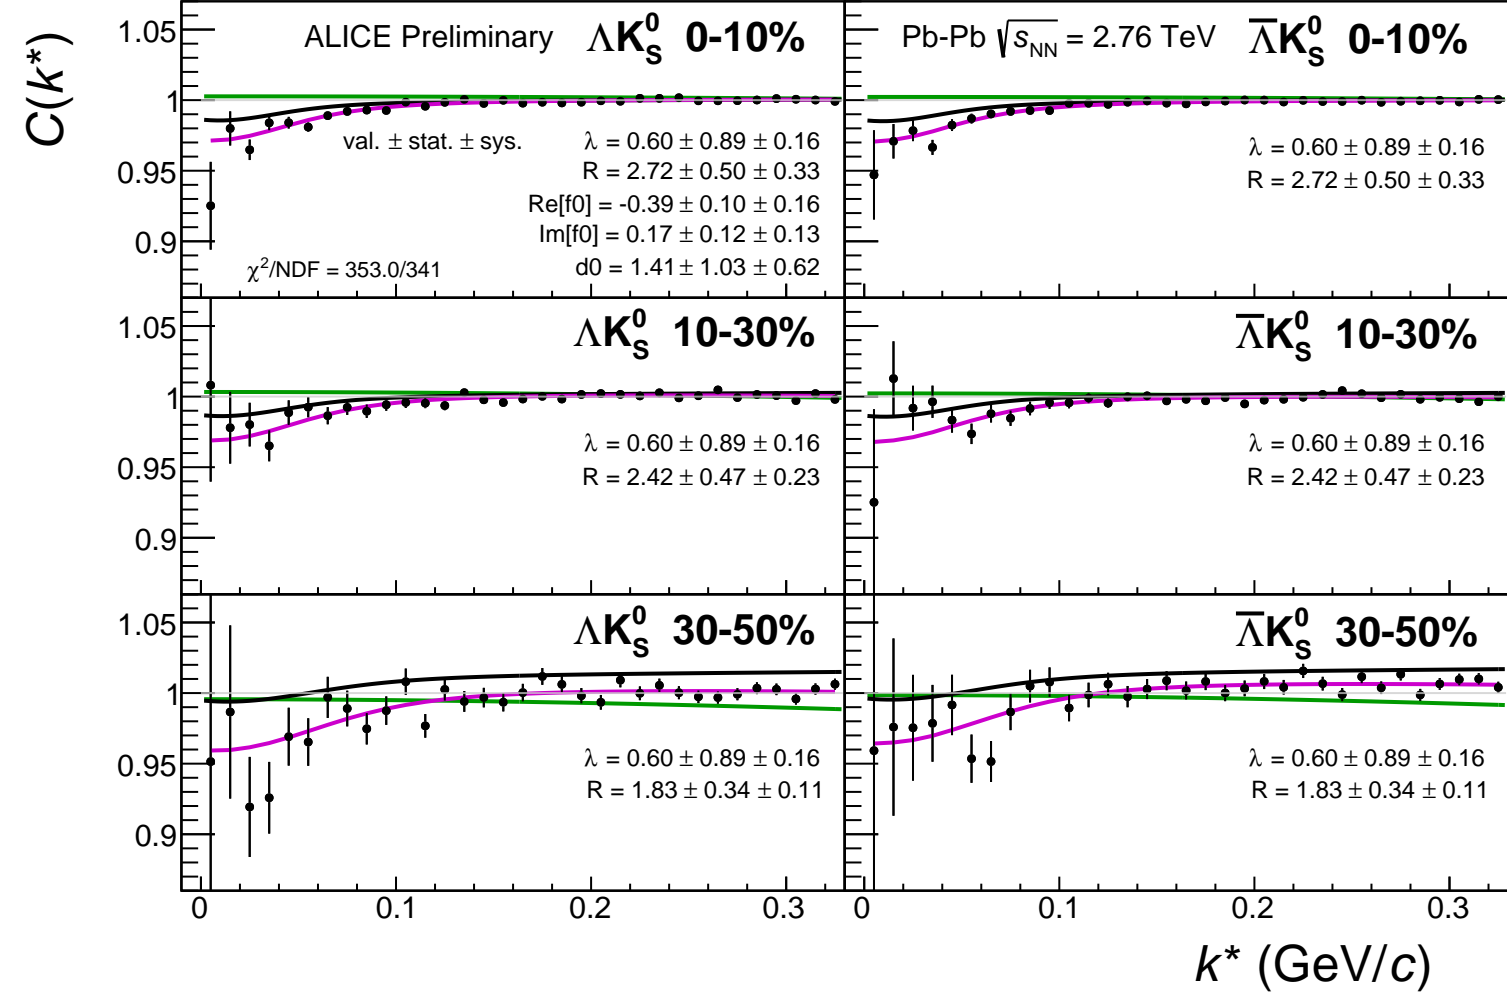 C(k*)
ALICE Preliminary ΛK⁰_S 0-10%
val. ± stat. ± sys.
λ = 0.60 ± 0.89 ± 0.16
R = 2.72 ± 0.50 ± 0.33
Re[f0] = -0.39 ± 0.10 ± 0.16
Im[f0] = 0.17 ± 0.12 ± 0.13
χ²/NDF = 353.0/341
d0 = 1.41 ± 1.03 ± 0.62
1.05
1
0.95
0.9
Pb-Pb √s_NN = 2.76 TeV Λ̅K⁰_S 0-10%
λ = 0.60 ± 0.89 ± 0.16
R = 2.72 ± 0.50 ± 0.33
ΛK⁰_S 10-30%
λ = 0.60 ± 0.89 ± 0.16
R = 2.42 ± 0.47 ± 0.23
1.05
1
0.95
0.9
Λ̅K⁰_S 10-30%
λ = 0.60 ± 0.89 ± 0.16
R = 2.42 ± 0.47 ± 0.23
ΛK⁰_S 30-50%
λ = 0.60 ± 0.89 ± 0.16
R = 1.83 ± 0.34 ± 0.11
1.05
1
0.95
0.9
Λ̅K⁰_S 30-50%
λ = 0.60 ± 0.89 ± 0.16
R = 1.83 ± 0.34 ± 0.11
0 0.1 0.2 0.3
0 0.1 0.2 0.3
k* (GeV/c)